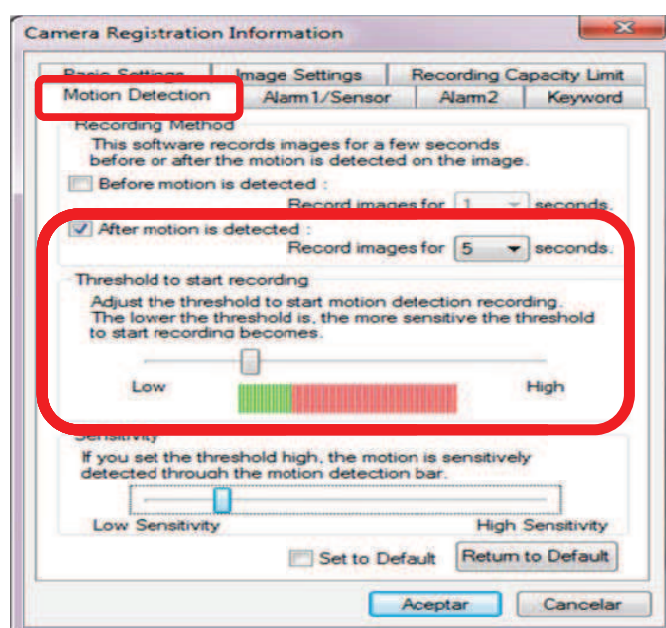 Camera Registration Information
Basic Settings Image Settings Recording Capacity Limit
Motion Detection Alarm1/Sensor Alarm2 Keyword
Recording Method
This software records images for a few seconds
before or after the motion is detected on the image.
Before motion is detected :
Record images for 1 seconds.
After motion is detected :
Record images for 5 seconds.
Threshold to start recording
Adjust the threshold to start motion detection recording.
The lower the threshold is, the more sensitive the threshold
to start recording becomes.
Low High
Sensitivity
If you set the threshold high, the motion is sensitively
detected through the motion detection bar.
Low Sensitivity High Sensitivity
Set to Default Return to Default
Aceptar Cancelar